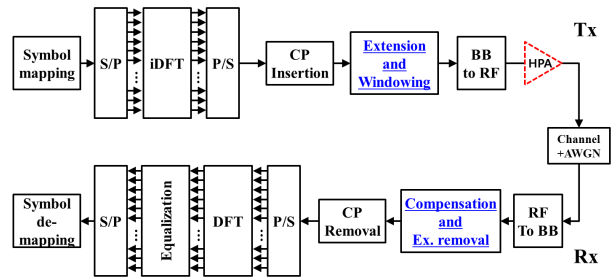 Tx
Symbol
mapping
S/P
iDFT
P/S
CP
Insertion
Extension
and
Windowing
BB
to RF
HPA
Channel
+AWGN
Symbol
de-
mapping
S/P
Equalization
DFT
P/S
CP
Removal
Compensation
and
Ex. removal
RF
To BB
Rx